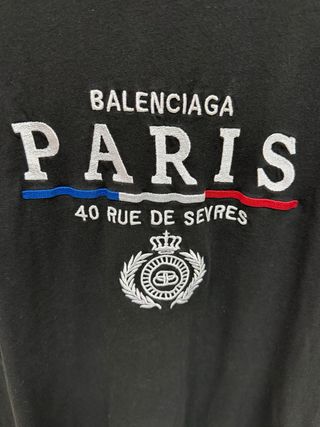 BALENCIAGA
PARIS
40 RUE DE SEVRES